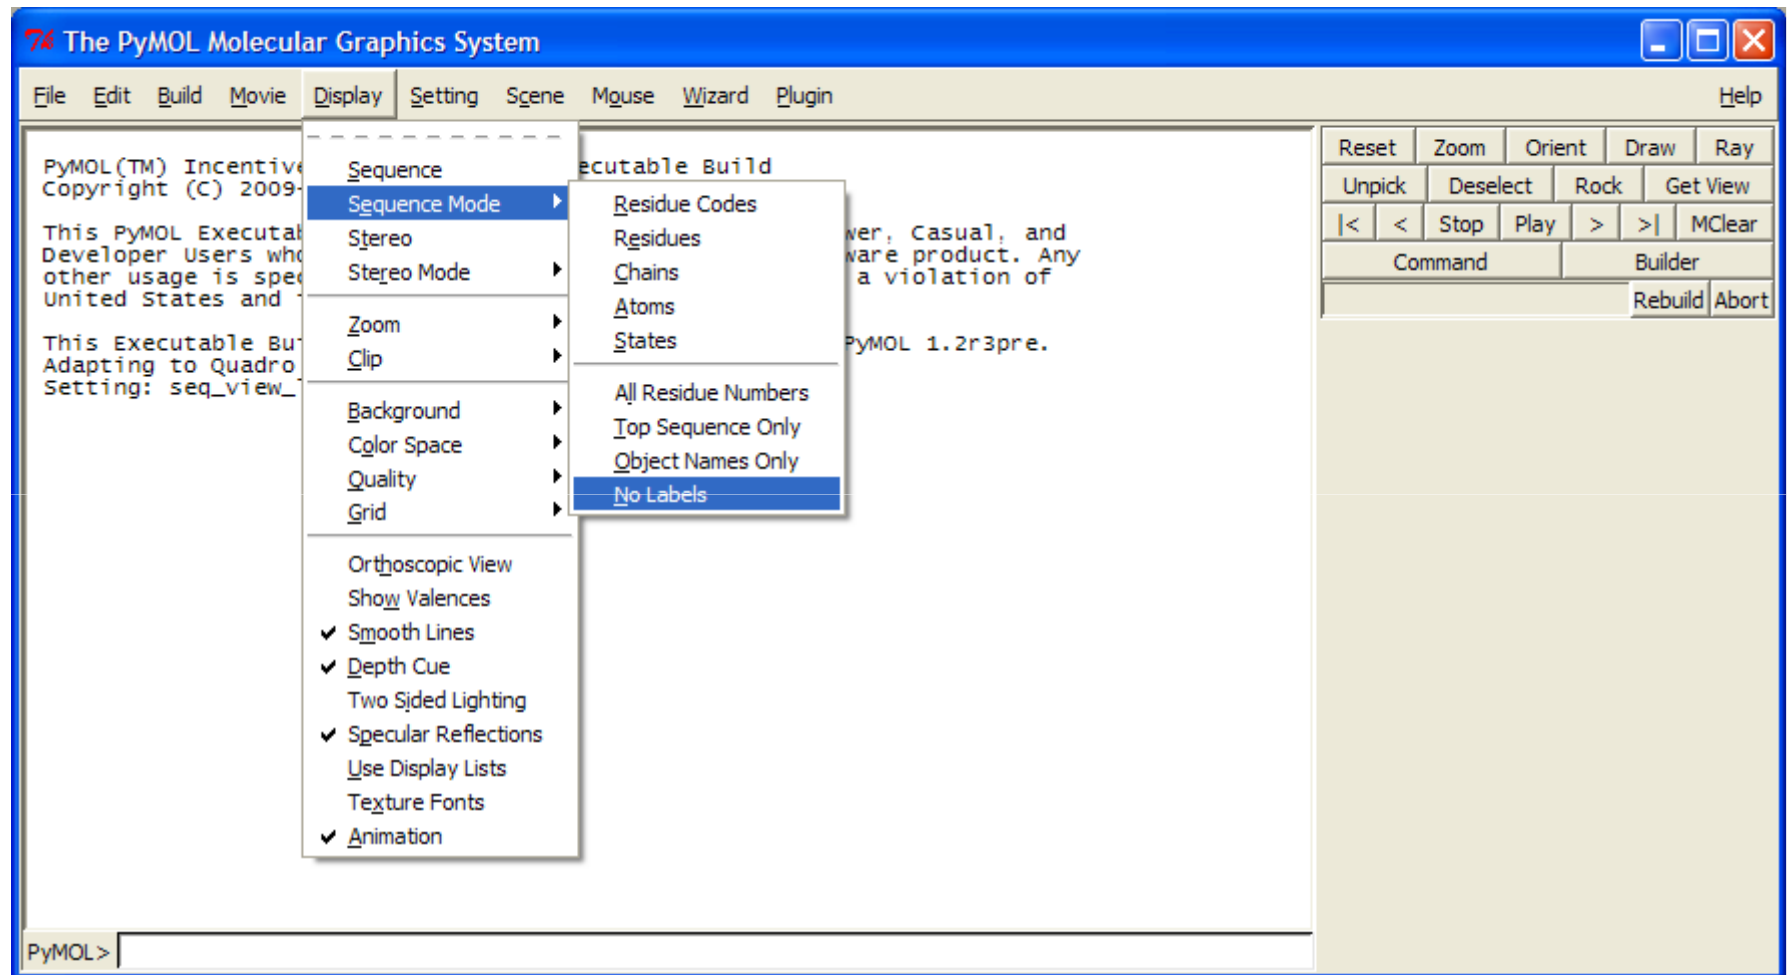 The PyMOL Molecular Graphics System
File Edit Build Movie Display Setting Scene Mouse Wizard Plugin Help
PyMOL(TM) Incentive ecutable Build
Copyright (C) 2009-
This PyMOL Executab wer, Casual, and
Developer Users who ware product. Any
other usage is spec a violation of
United States and
This Executable Bui PyMOL 1.2r3pre.
Adapting to Quadro
Setting: seq_view_
Sequence
Sequence Mode
Stereo
Stereo Mode
Zoom
Clip
Background
Color Space
Quality
Grid
Orthoscopic View
Show Valences
Smooth Lines
Depth Cue
Two Sided Lighting
Specular Reflections
Use Display Lists
Texture Fonts
Animation
Residue Codes
Residues
Chains
Atoms
States
All Residue Numbers
Top Sequence Only
Object Names Only
No Labels
Reset Zoom Orient Draw Ray
Unpick Deselect Rock Get View
|< < Stop Play > >| MClear
Command Builder
Rebuild Abort
PyMOL>